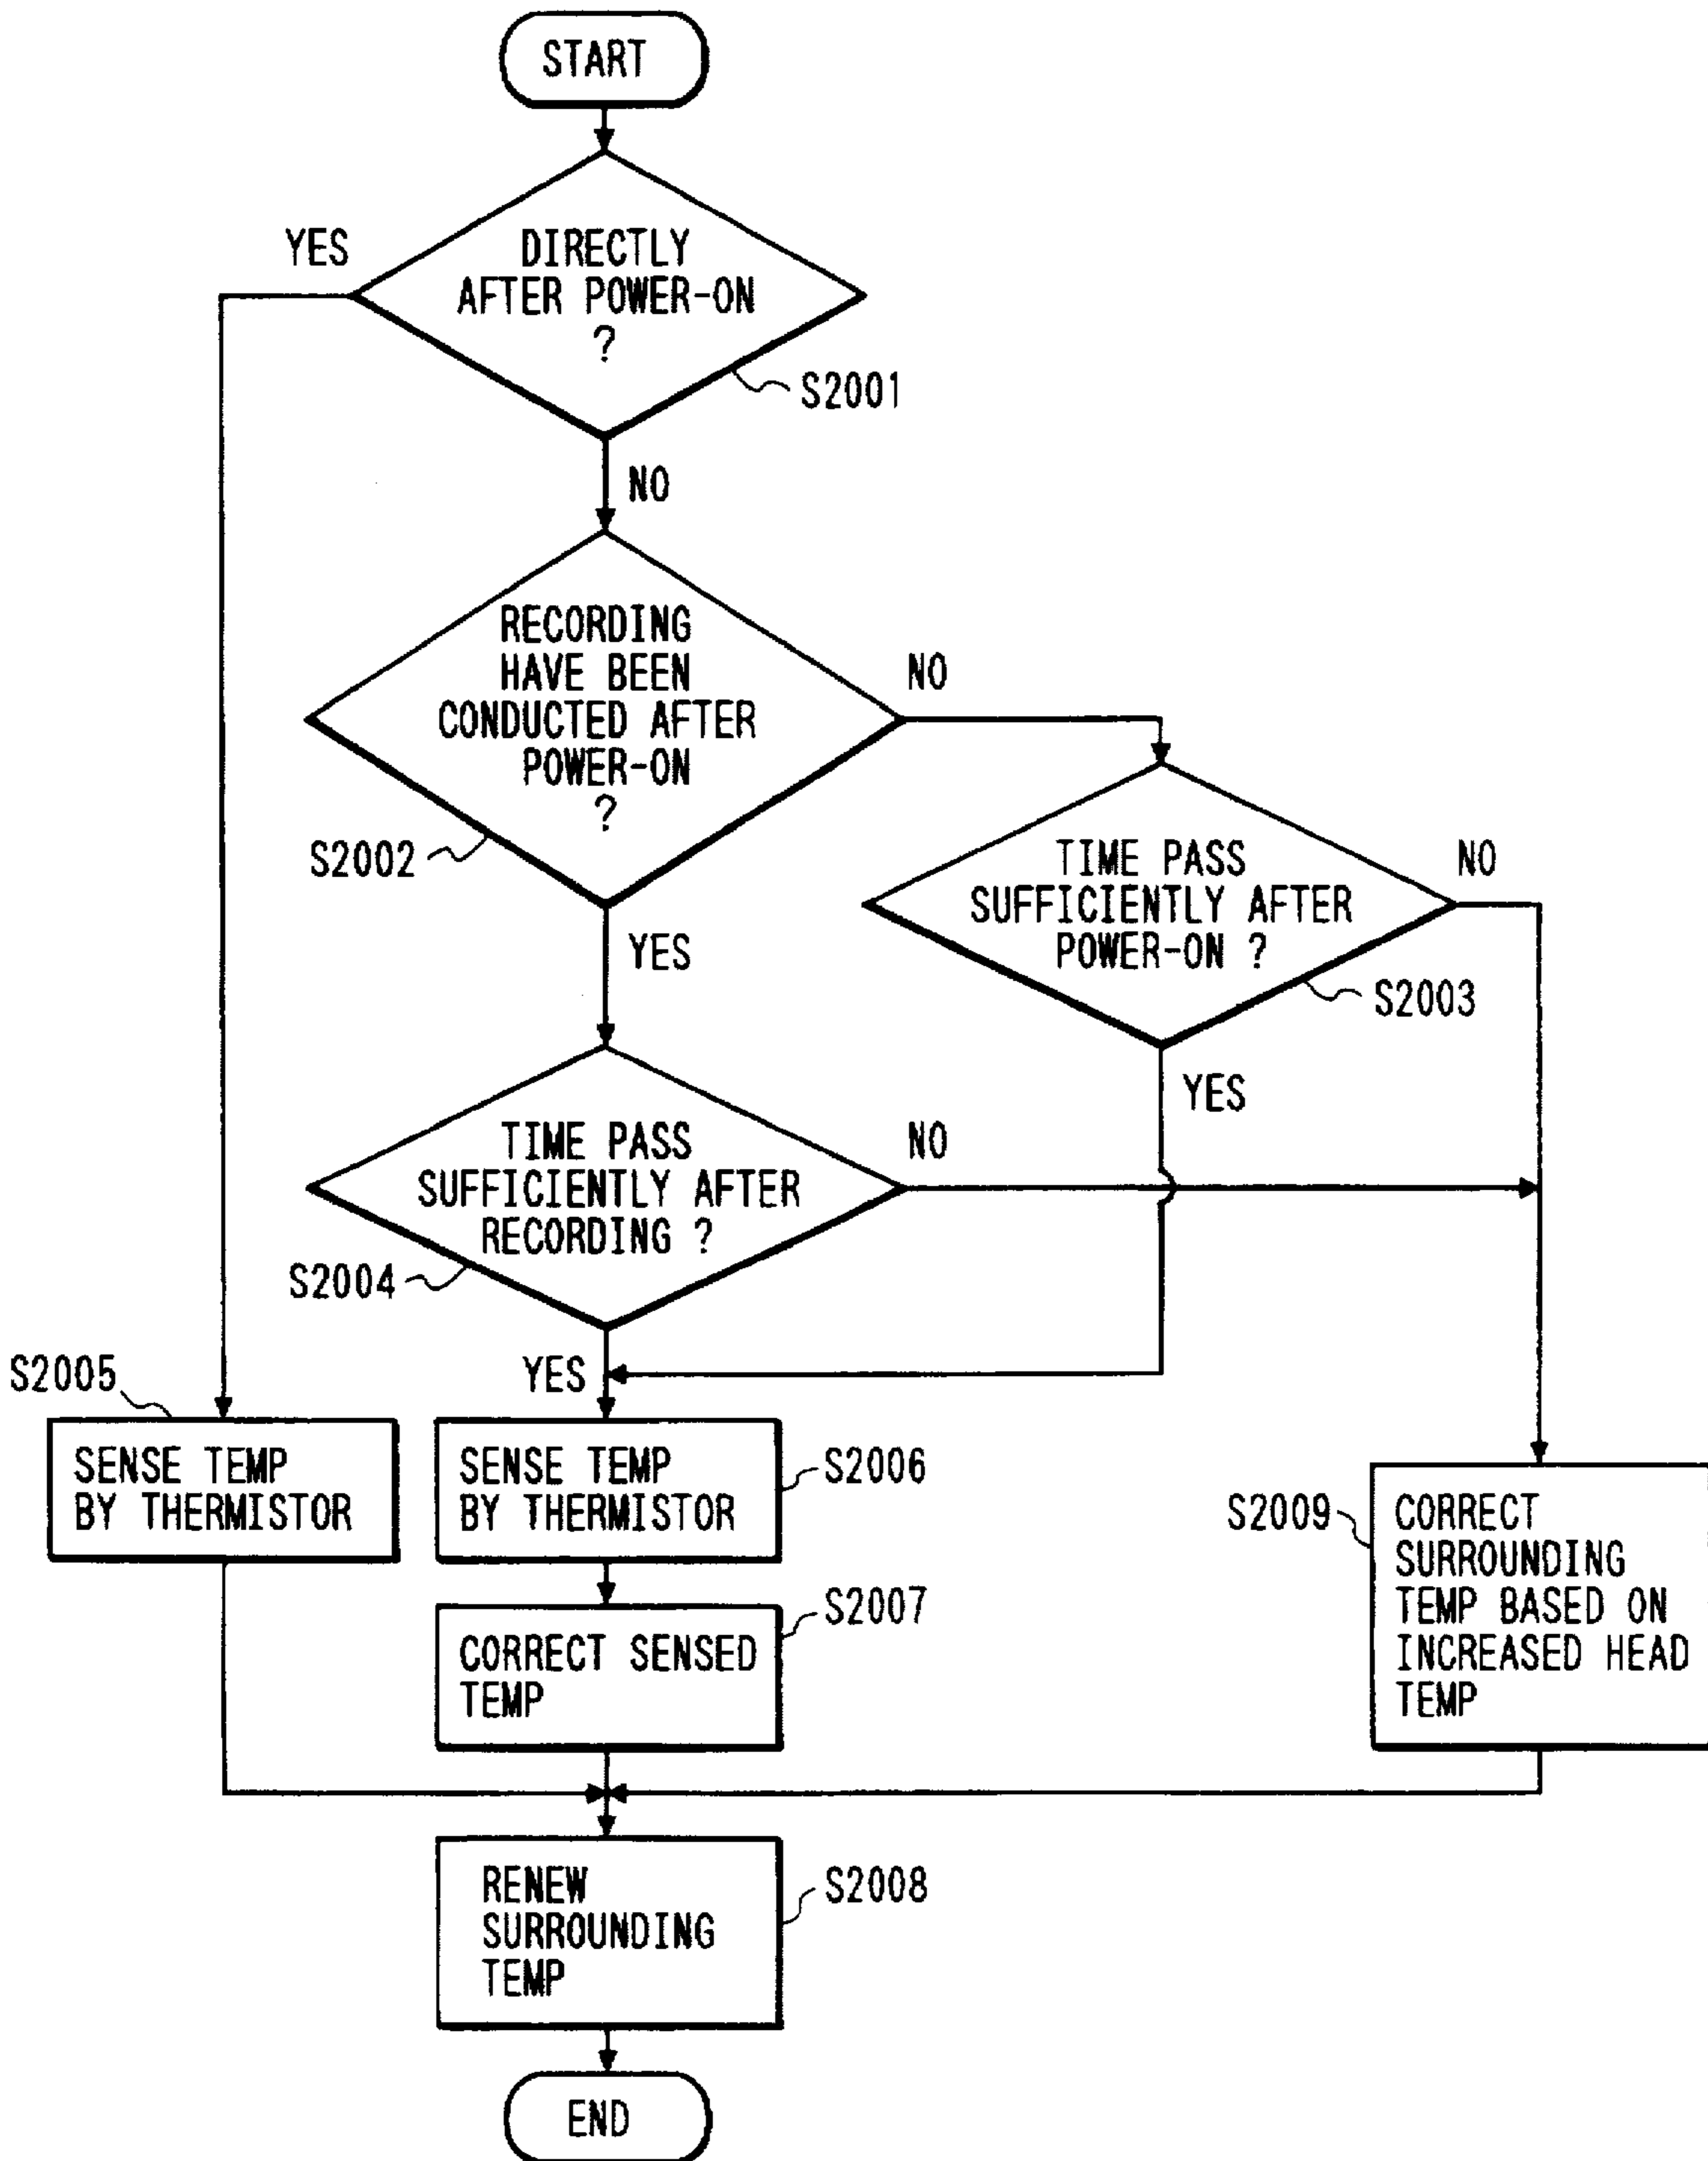 START
YES
DIRECTLY
AFTER POWER-ON
?
S2001
NO
RECORDING
HAVE BEEN
CONDUCTED AFTER
POWER-ON
?
NO
S2002
YES
TIME PASS
SUFFICIENTLY AFTER
POWER-ON ?
NO
S2003
YES
TIME PASS
SUFFICIENTLY AFTER
RECORDING ?
NO
S2004
YES
S2005
SENSE TEMP
BY THERMISTOR
SENSE TEMP
BY THERMISTOR
S2006
S2009
CORRECT
SURROUNDING
TEMP BASED ON
INCREASED HEAD
TEMP
CORRECT SENSED
TEMP
S2007
RENEW
SURROUNDING
TEMP
S2008
END